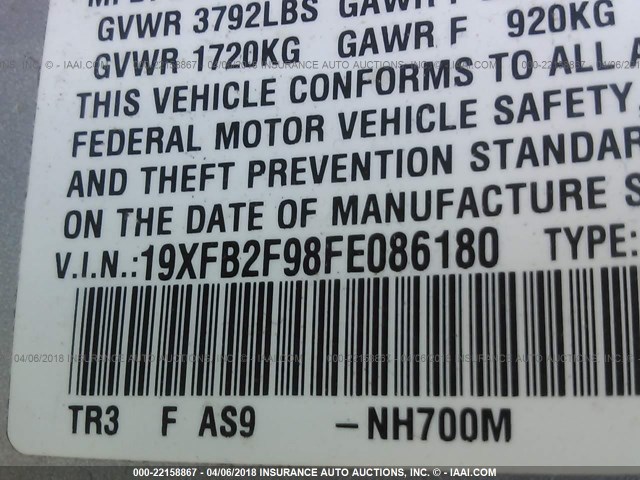 GVWR 3792LBS GAWR F
GVWR 1720KG GAWR F 920KG
THIS VEHICLE CONFORMS TO ALL A
FEDERAL MOTOR VEHICLE SAFETY
AND THEFT PREVENTION STANDAR
ON THE DATE OF MANUFACTURE S
V.I.N.:19XFB2F98FE086180 TYPE:
TR3 F AS9 -NH700M
000-22158867 - 04/06/2018 INSURANCE AUTO AUCTIONS, INC. - © IAAI.COM